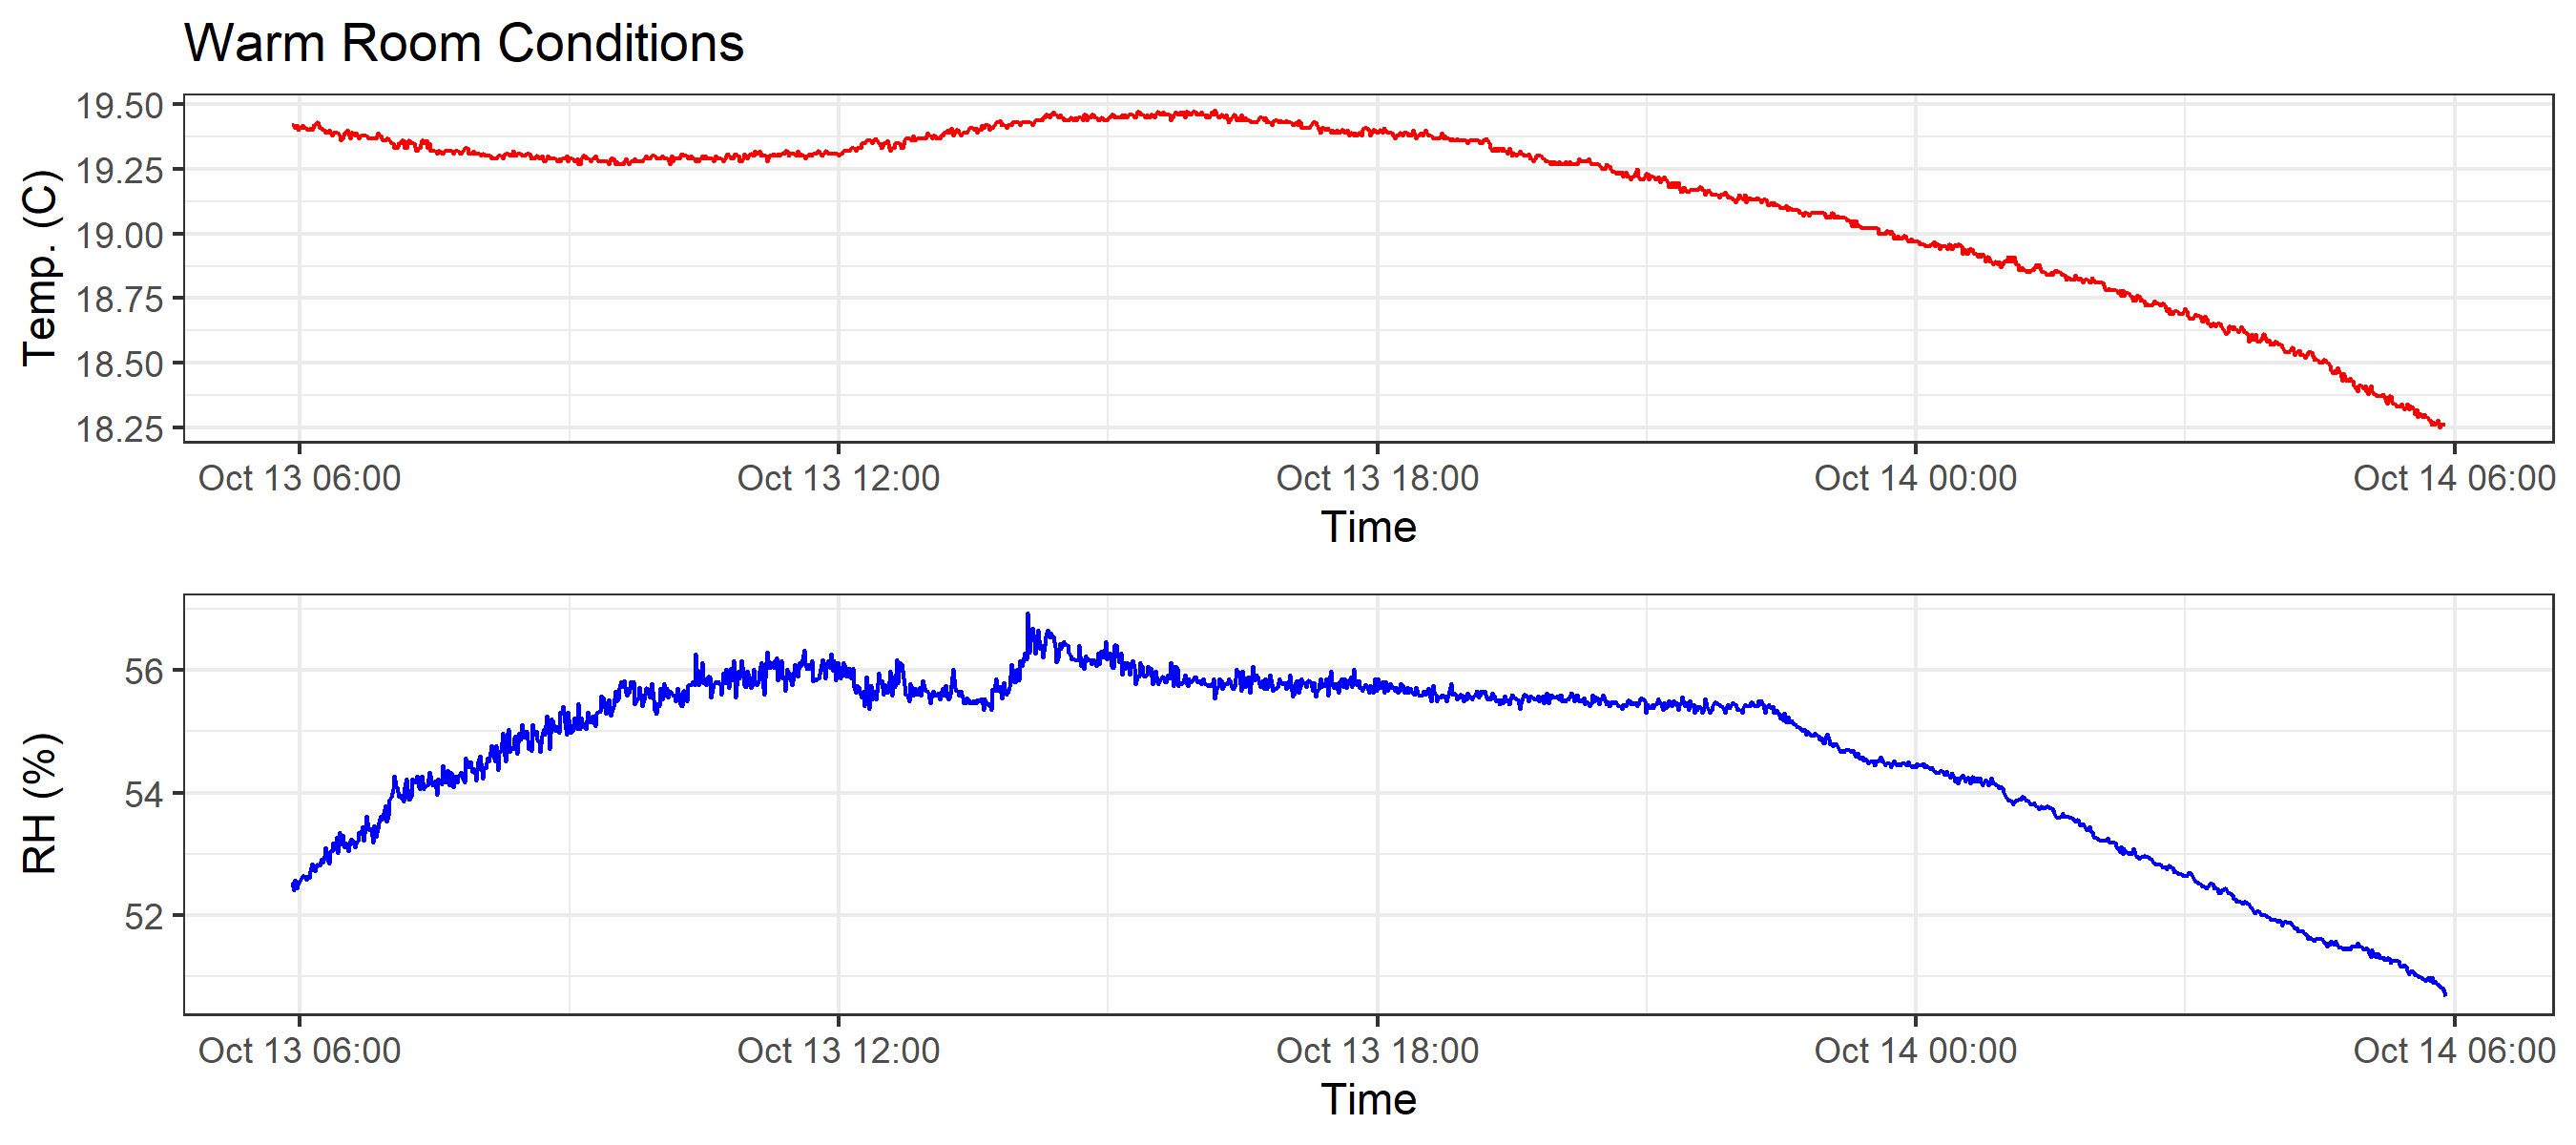 Warm Room Conditions
Temp. (C)
19.50
19.25
19.00
18.75
18.50
18.25
Oct 13 06:00 Oct 13 12:00 Oct 13 18:00 Oct 14 00:00 Oct 14 06:00
Time
RH (%)
56
54
52
Oct 13 06:00 Oct 13 12:00 Oct 13 18:00 Oct 14 00:00 Oct 14 06:00
Time